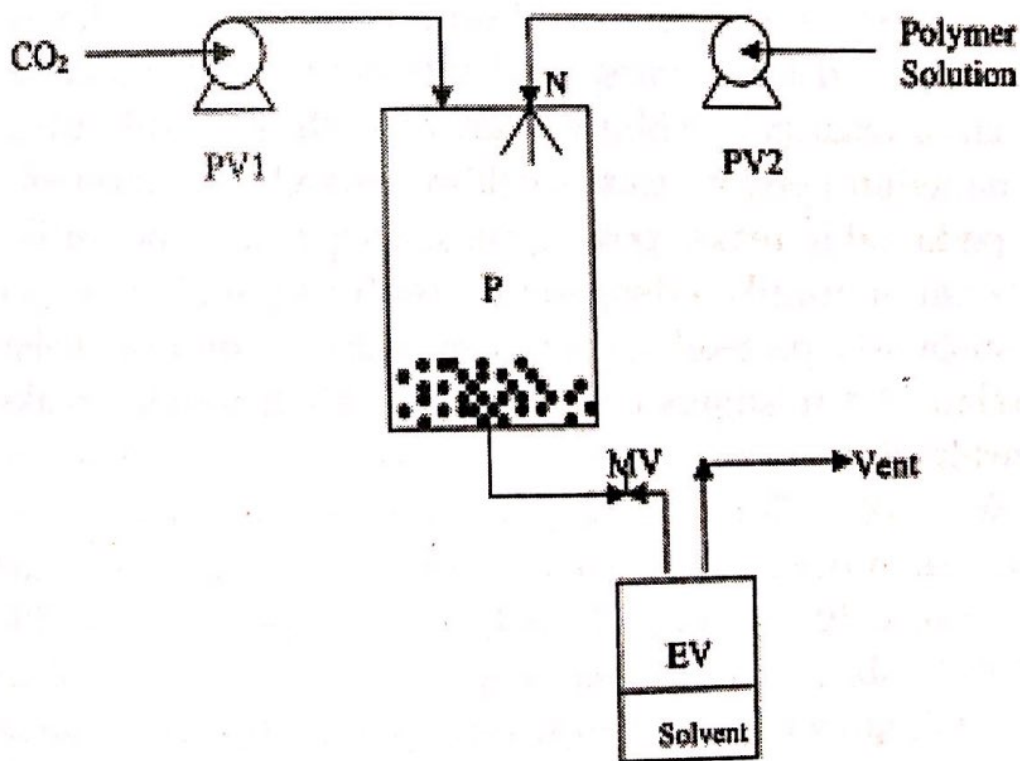 CO₂
Polymer
Solution
N
PV1
PV2
P
MV
Vent
EV
Solvent